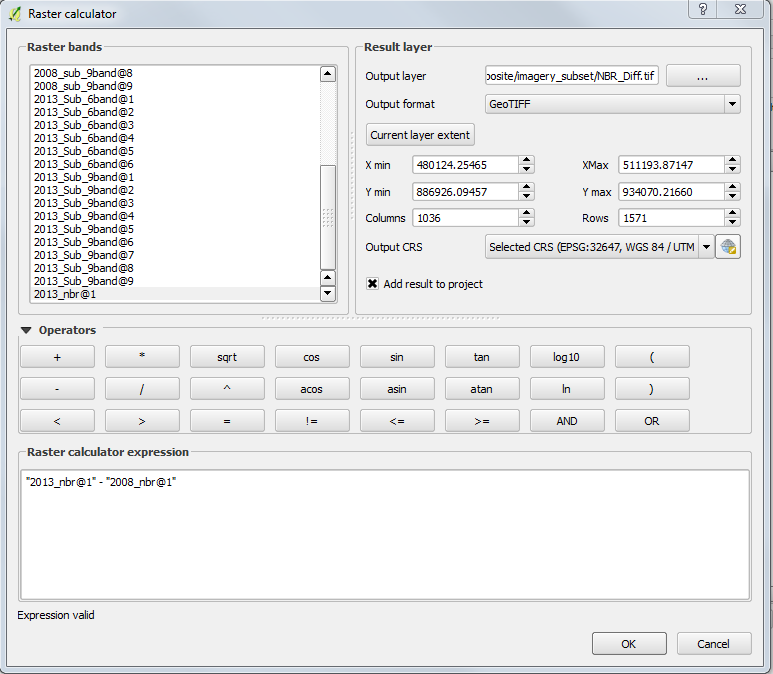 Raster calculator
Raster bands
2008_sub_9band@8
2008_sub_9band@9
2013_Sub_6band@1
2013_Sub_6band@2
2013_Sub_6band@3
2013_Sub_6band@4
2013_Sub_6band@5
2013_Sub_6band@6
2013_Sub_9band@1
2013_Sub_9band@2
2013_Sub_9band@3
2013_Sub_9band@4
2013_Sub_9band@5
2013_Sub_9band@6
2013_Sub_9band@7
2013_Sub_9band@8
2013_Sub_9band@9
2013_nbr@1
Result layer
Output layer posite/imagery_subset/NBR_Diff.tif ...
Output format GeoTIFF
Current layer extent
X min 480124.25465 XMax 511193.87147
Y min 886926.09457 Y max 934070.21660
Columns 1036 Rows 1571
Output CRS Selected CRS (EPSG:32647, WGS 84 / UTM
Add result to project
Operators
+ * sqrt cos sin tan log10 (
- / ^ acos asin atan ln )
< > = != <= >= AND OR
Raster calculator expression
"2013_nbr@1" - "2008_nbr@1"
Expression valid
OK Cancel